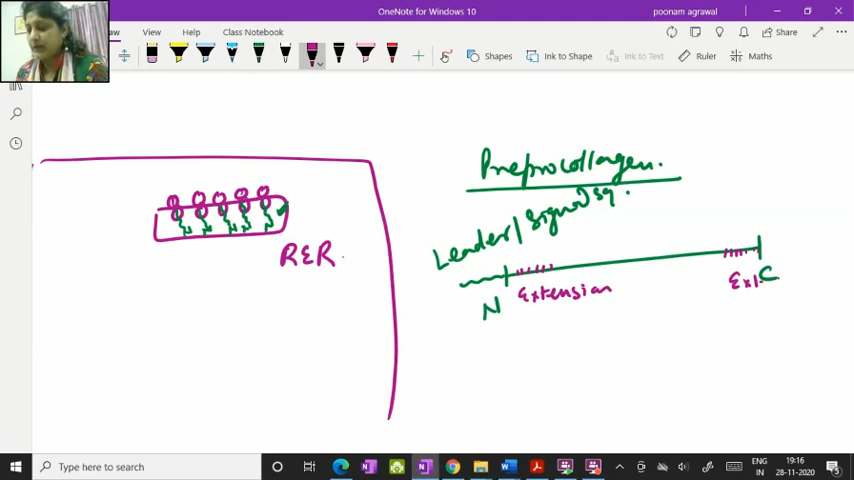 OneNote for Windows 10
poonam agrawal
aw View Help Class Notebook
Share
Shapes Ink to Shape Ink to Text Ruler Maths
Preprocollagen.
Leader/Signal sq.
RER.
Extension
Ext.
N
C
Type here to search
ENG
IN
19:16
28-11-2020
5